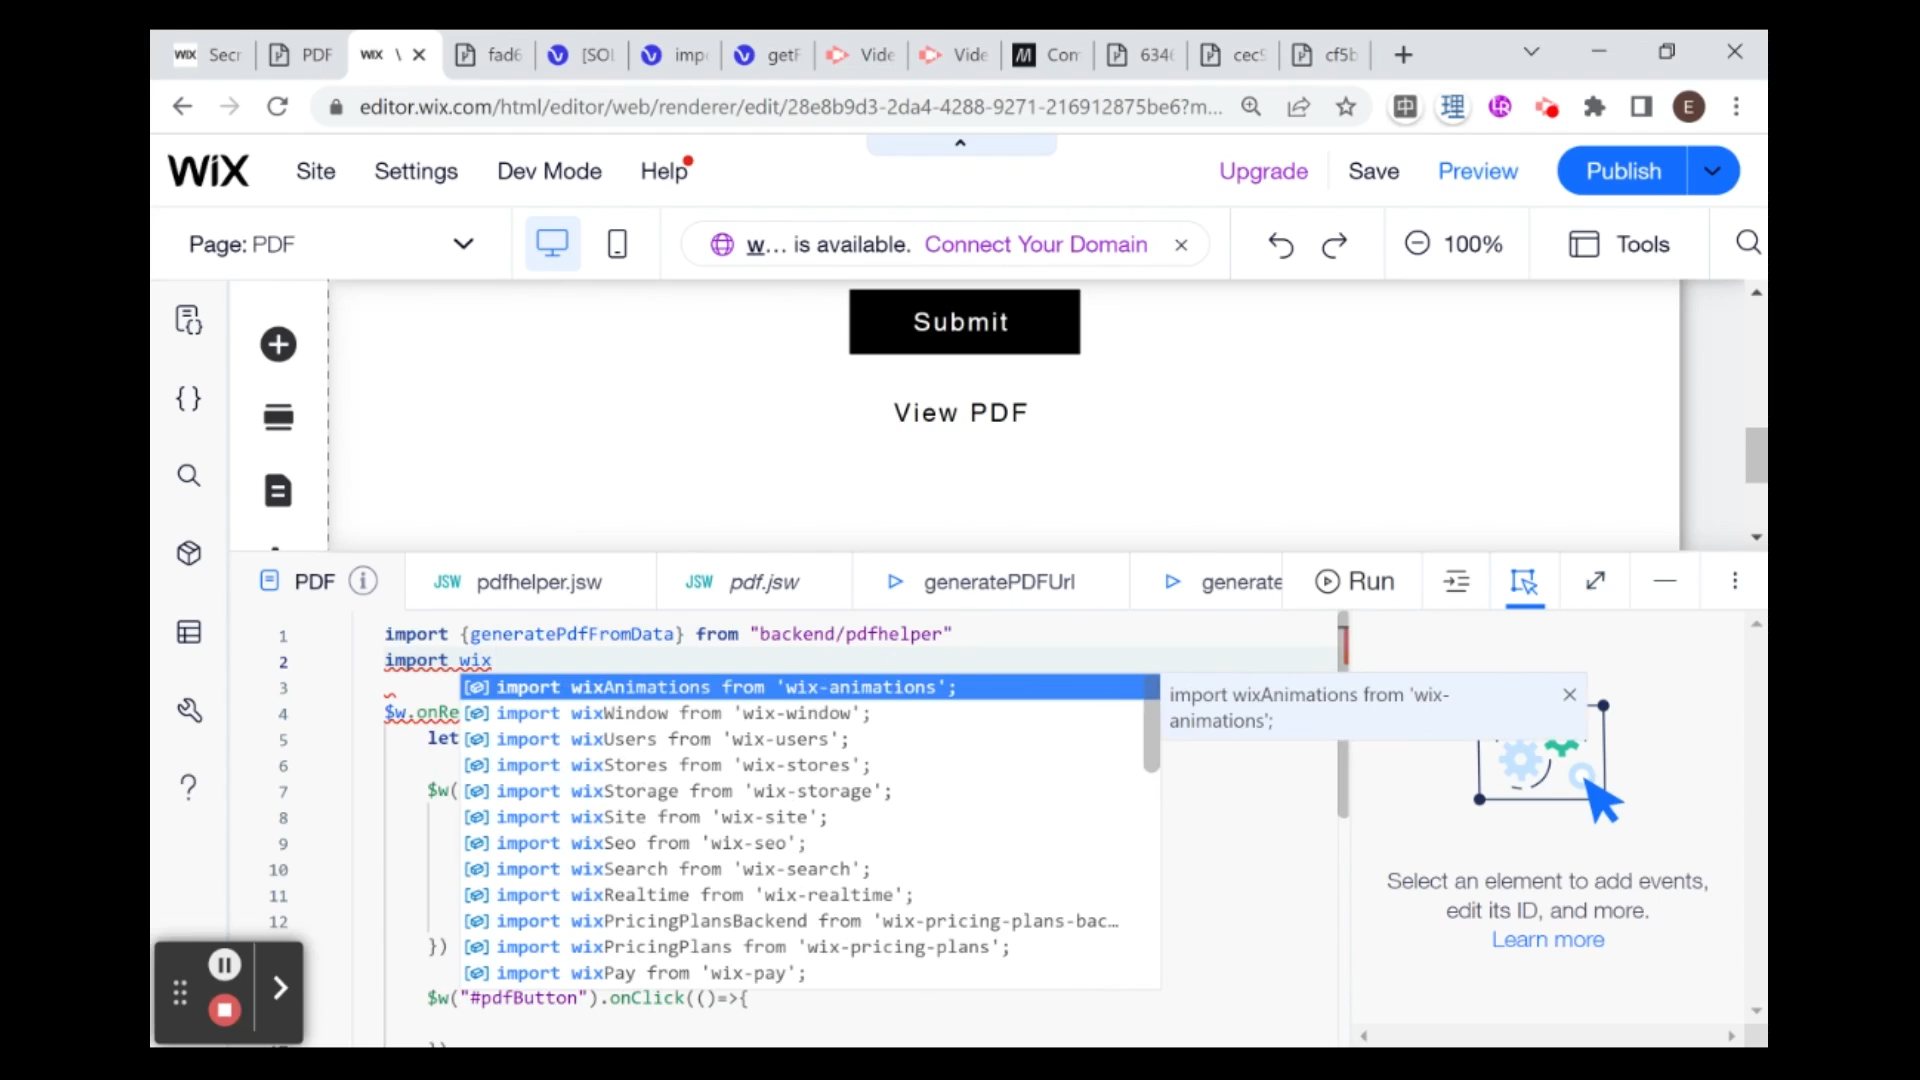 WIX Secr
PDF
WIX \
fad6
[SOL
imp
getF
Vide
Vide
M Con
634
cec5
cf5b
editor.wix.com/html/editor/web/renderer/edit/28e8b9d3-2da4-4288-9271-216912875be6?m...
中
理
LR
E
WiX
Site
Settings
Dev Mode
Help
Upgrade
Save
Preview
Publish
Page: PDF
w... is available. Connect Your Domain
100%
Tools
Submit
View PDF
PDF
JSW pdfhelper.jsw
JSW pdf.jsw
generatePDFUrl
generate
Run
1 import {generatePdfFromData} from "backend/pdfhelper"
2 import wix
3 import wixAnimations from 'wix-animations';
import wixAnimations from 'wix-
animations';
4 $w.onRe import wixWindow from 'wix-window';
5 let import wixUsers from 'wix-users';
6 import wixStores from 'wix-stores';
7 $w( import wixStorage from 'wix-storage';
8 import wixSite from 'wix-site';
9 import wixSeo from 'wix-seo';
10 import wixSearch from 'wix-search';
11 import wixRealtime from 'wix-realtime';
12 import wixPricingPlansBackend from 'wix-pricing-plans-bac…
}) import wixPricingPlans from 'wix-pricing-plans';
import wixPay from 'wix-pay';
$w("#pdfButton").onClick(()=>{
Select an element to add events,
edit its ID, and more.
Learn more